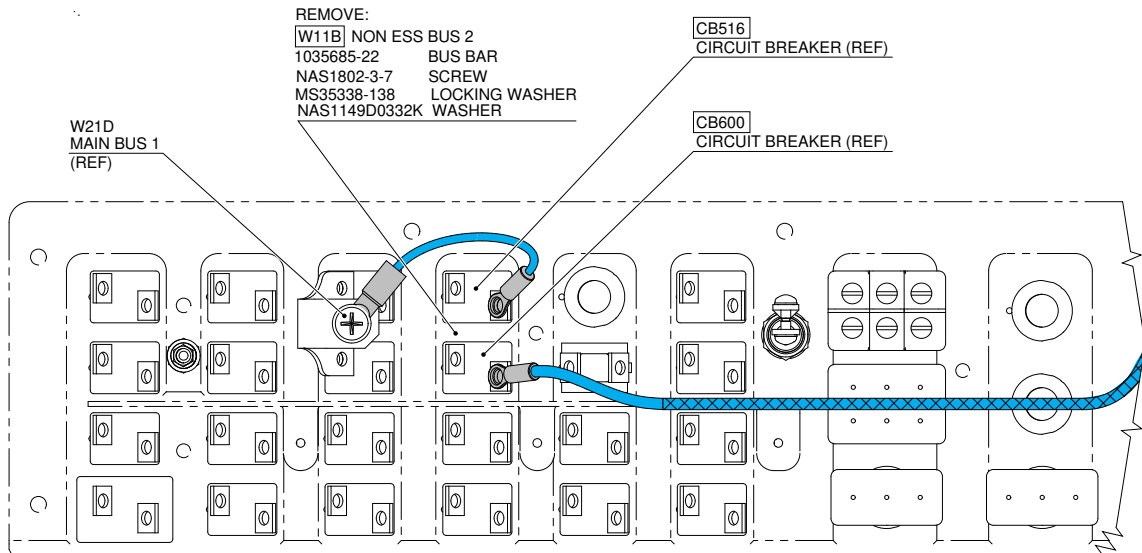 REMOVE:
W11B NON ESS BUS 2
1035685-22 BUS BAR
NAS1802-3-7 SCREW
MS35338-138 LOCKING WASHER
NAS1149D0332K WASHER
CB516
CIRCUIT BREAKER (REF)
CB600
CIRCUIT BREAKER (REF)
W21D
MAIN BUS 1
(REF)